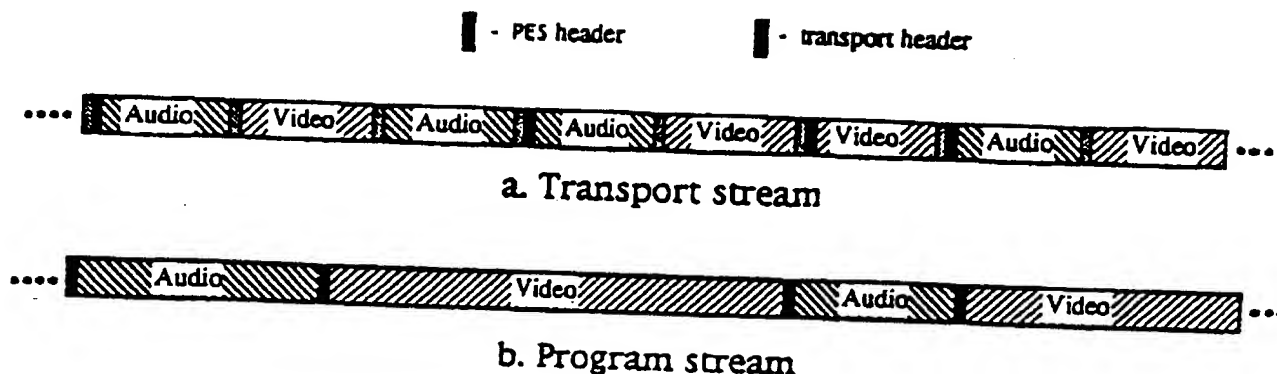 - PES header
- transport header
Audio Video Audio Audio Video Video Audio Video
a. Transport stream
Audio Video Audio Video
b. Program stream